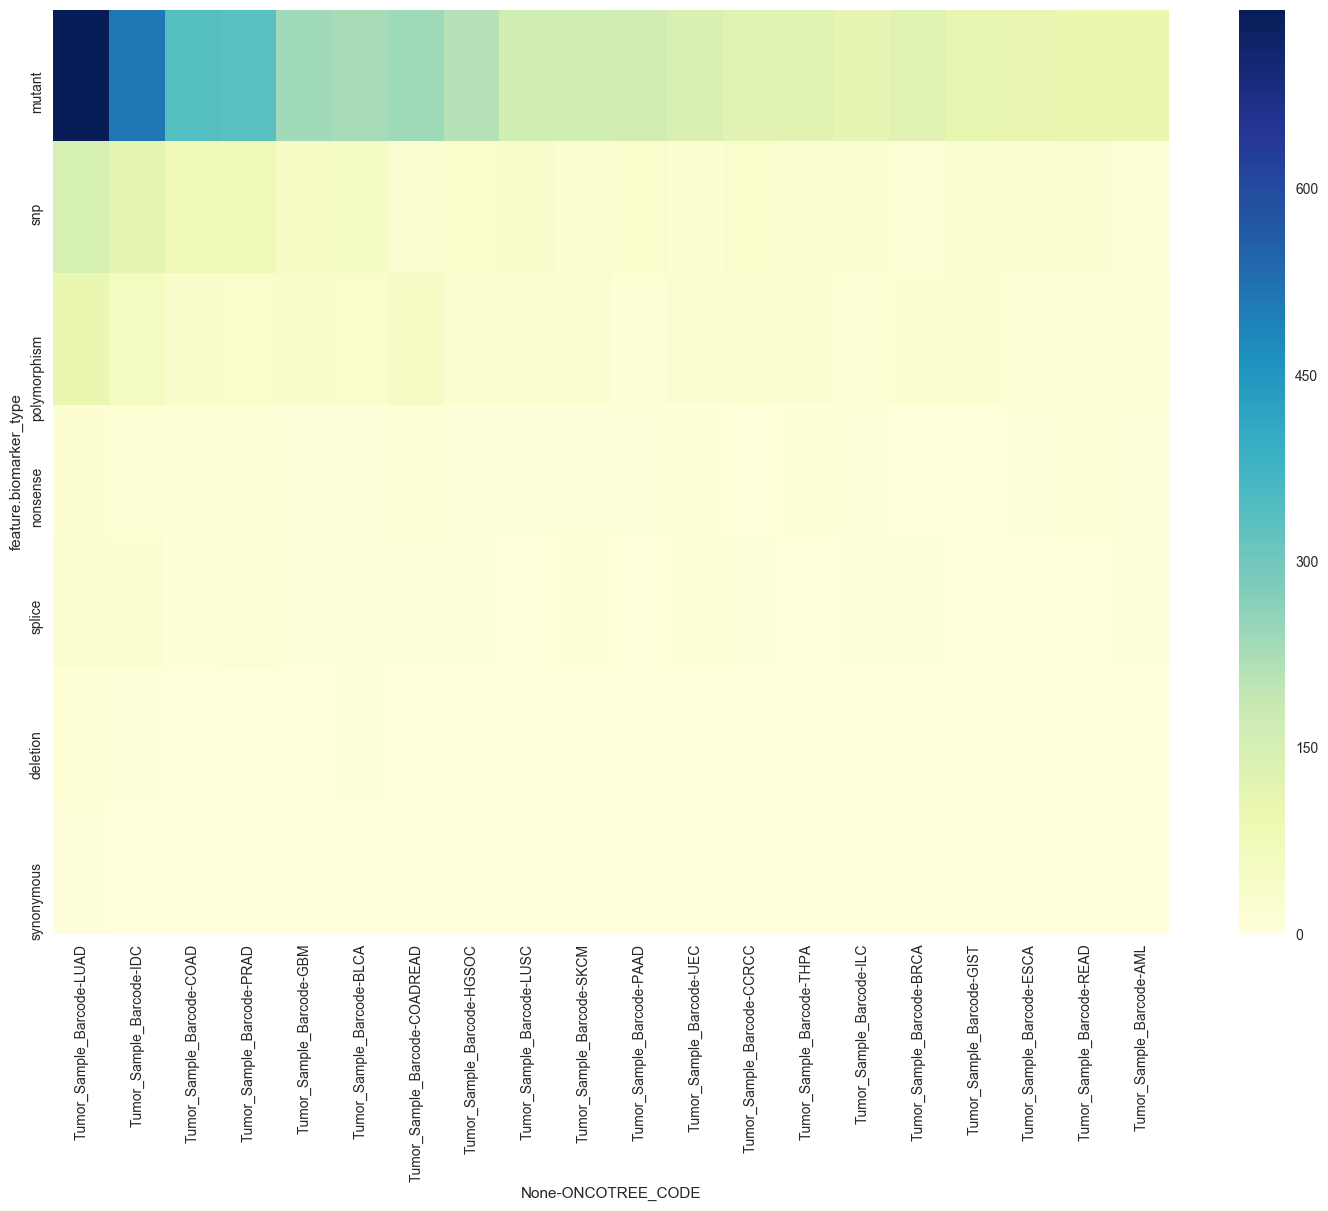 feature.biomarker_type
mutant
snp
polymorphism
nonsense
splice
deletion
synonymous
600
450
300
150
0
Tumor_Sample_Barcode-LUAD
Tumor_Sample_Barcode-IDC
Tumor_Sample_Barcode-COAD
Tumor_Sample_Barcode-PRAD
Tumor_Sample_Barcode-GBM
Tumor_Sample_Barcode-BLCA
Tumor_Sample_Barcode-COADREAD
Tumor_Sample_Barcode-HGSOC
Tumor_Sample_Barcode-LUSC
Tumor_Sample_Barcode-SKCM
Tumor_Sample_Barcode-PAAD
Tumor_Sample_Barcode-UEC
Tumor_Sample_Barcode-CCRCC
Tumor_Sample_Barcode-THPA
Tumor_Sample_Barcode-ILC
Tumor_Sample_Barcode-BRCA
Tumor_Sample_Barcode-GIST
Tumor_Sample_Barcode-ESCA
Tumor_Sample_Barcode-READ
Tumor_Sample_Barcode-AML
None-ONCOTREE_CODE